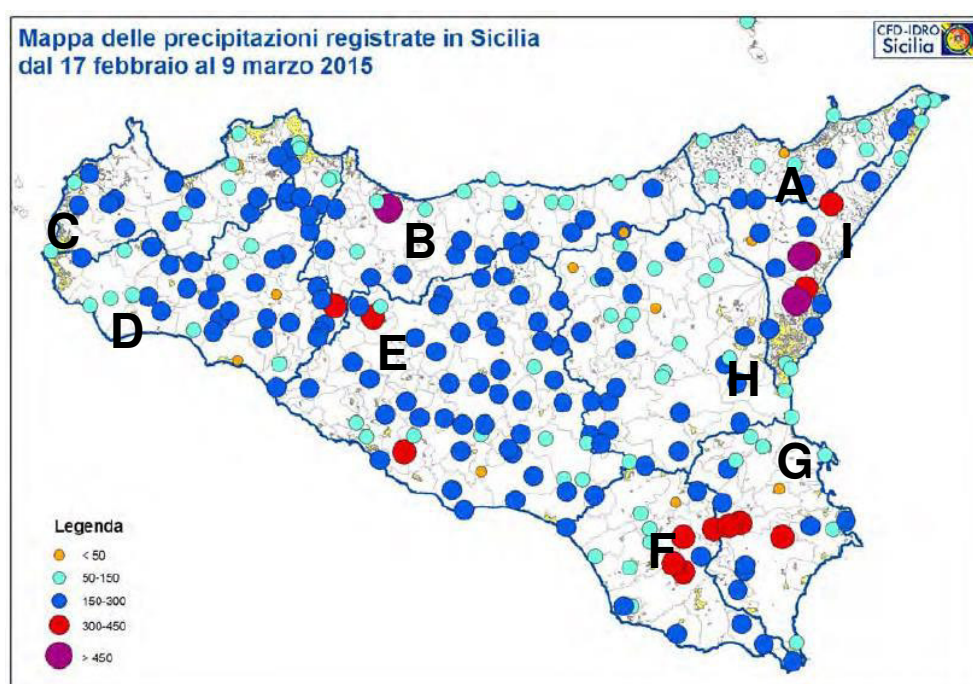 Mappa delle precipitazioni registrate in Sicilia
dal 17 febbraio al 9 marzo 2015
CFD-IDRO
Sicilia
A
B
C
I
D
E
H
G
F
Legenda
< 50
50-150
150-300
300-450
> 450